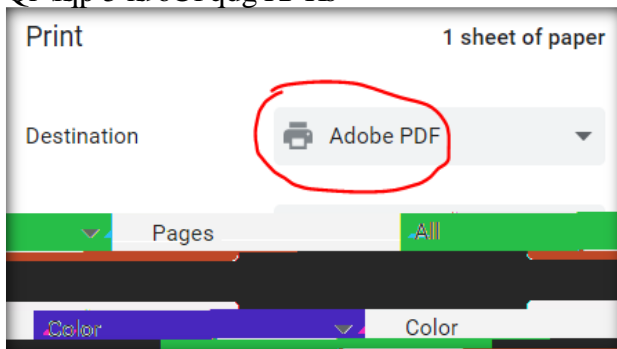 Print 1 sheet of paper
Destination Adobe PDF
Pages All
Color Color